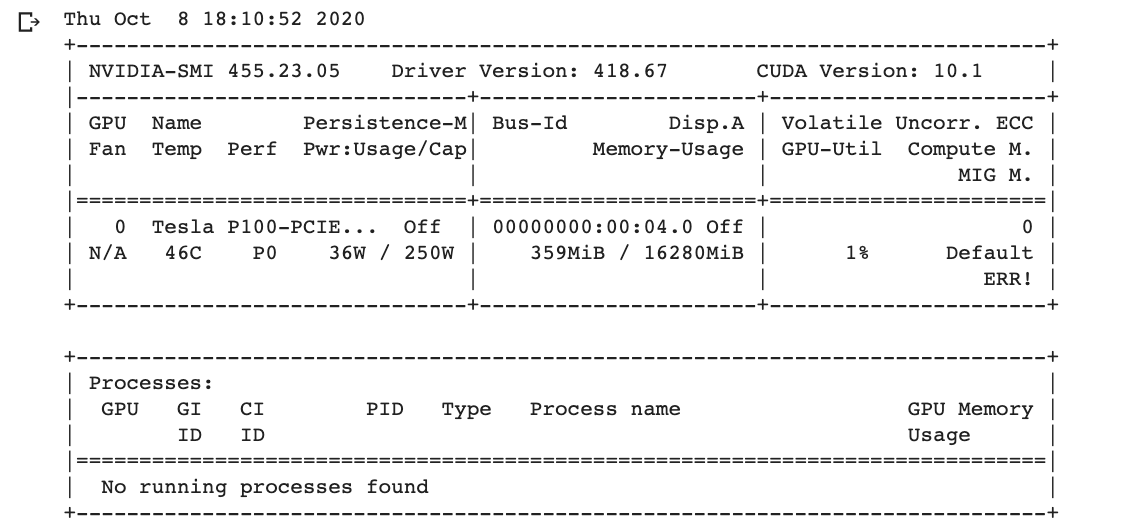 Thu Oct  8 18:10:52 2020
+-----------------------------------------------------------------------------+
| NVIDIA-SMI 455.23.05    Driver Version: 418.67       CUDA Version: 10.1     |
|-------------------------------+----------------------+----------------------+
| GPU  Name        Persistence-M| Bus-Id        Disp.A | Volatile Uncorr. ECC |
| Fan  Temp  Perf  Pwr:Usage/Cap|         Memory-Usage | GPU-Util  Compute M. |
|                               |                      |               MIG M. |
|===============================+======================+======================|
|   0  Tesla P100-PCIE...  Off  | 00000000:00:04.0 Off |                    0 |
| N/A   46C    P0    36W / 250W |    359MiB / 16280MiB |      1%      Default |
|                               |                      |                 ERR! |
+-------------------------------+----------------------+----------------------+

+-----------------------------------------------------------------------------+
| Processes:                                                                  |
|  GPU   GI   CI        PID   Type   Process name                  GPU Memory |
|        ID   ID                                                   Usage      |
|=============================================================================|
|  No running processes found                                                 |
+-----------------------------------------------------------------------------+